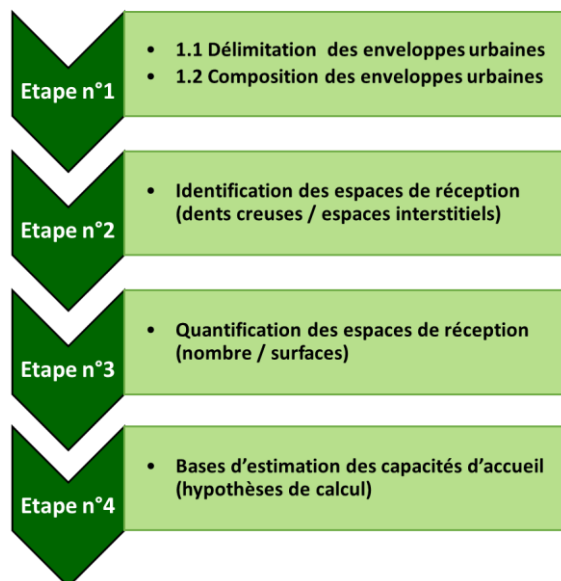 Etape n°1
• 1.1 Délimitation des enveloppes urbaines
• 1.2 Composition des enveloppes urbaines
Etape n°2
• Identification des espaces de réception
(dents creuses / espaces interstitiels)
Etape n°3
• Quantification des espaces de réception
(nombre / surfaces)
Etape n°4
• Bases d’estimation des capacités d’accueil
(hypothèses de calcul)